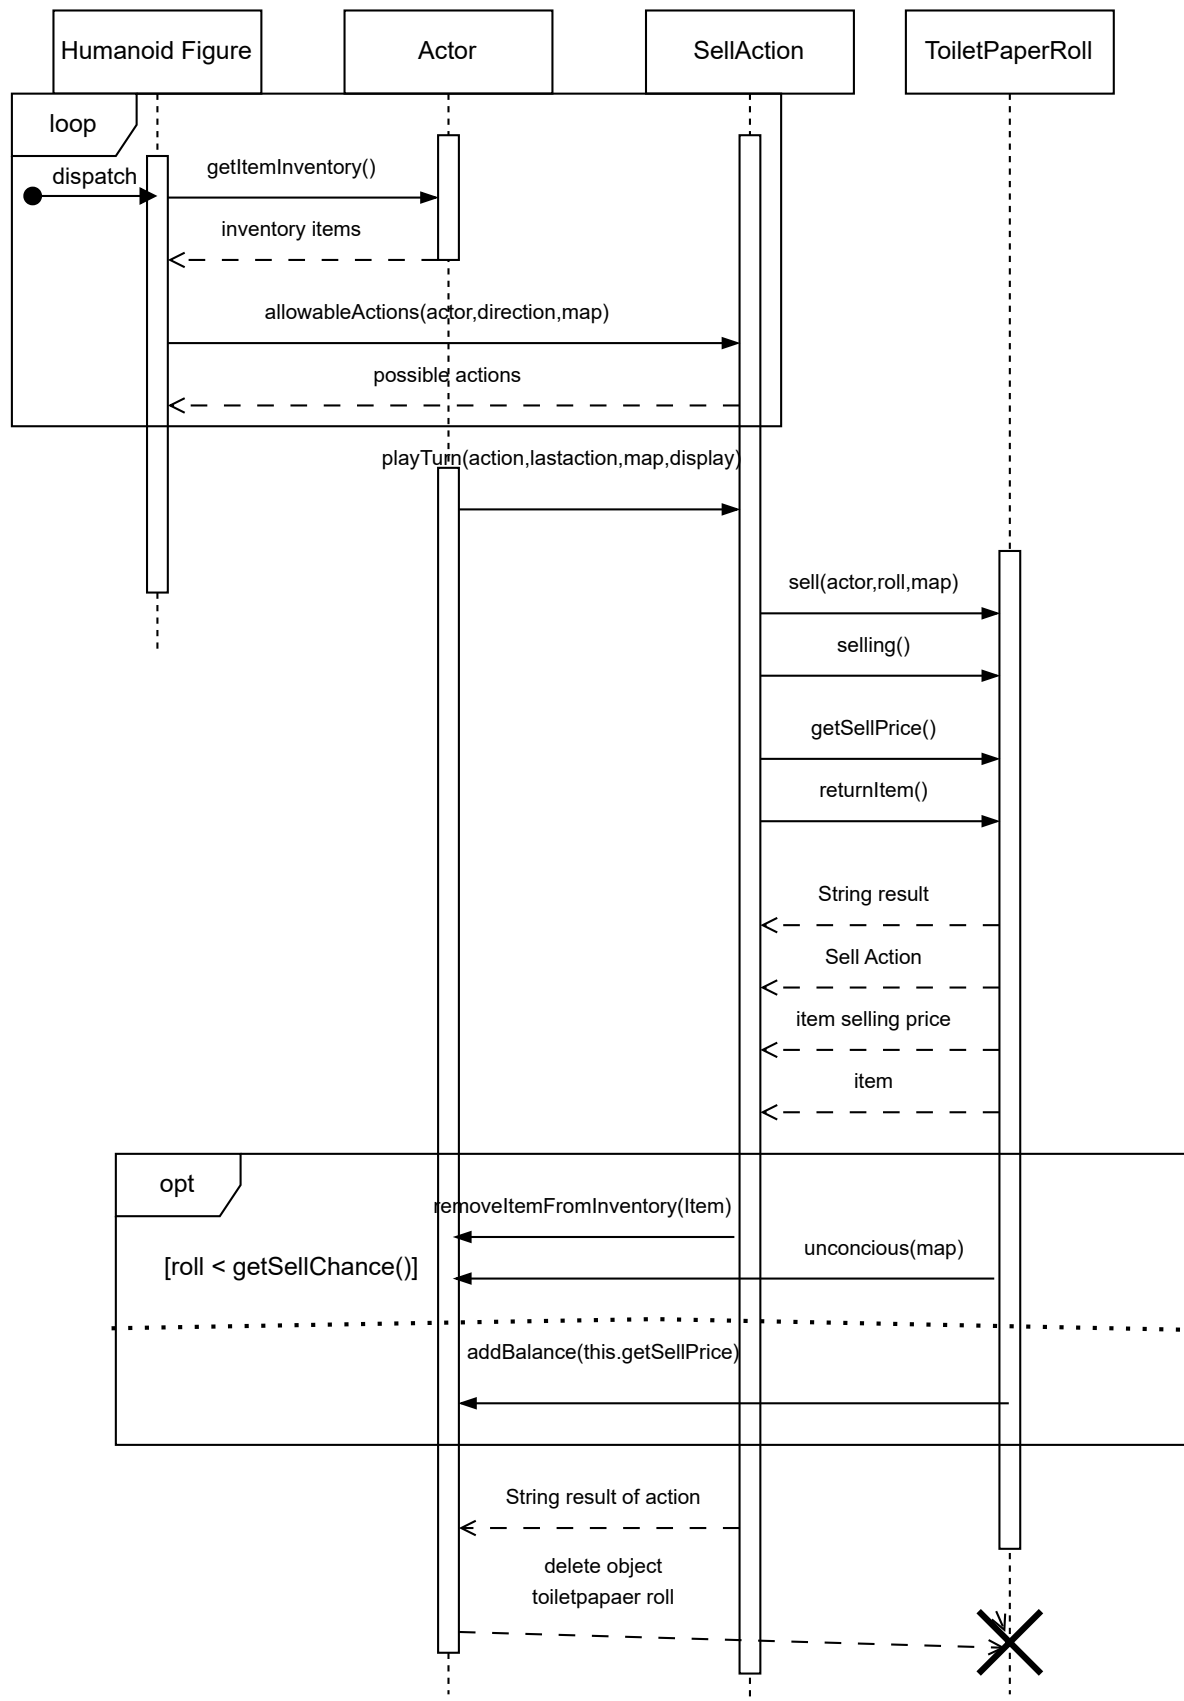 Humanoid Figure
Actor
SellAction
ToiletPaperRoll
loop
dispatch
getItemInventory()
inventory items
allowableActions(actor,direction,map)
possible actions
playTurn(action,lastaction,map,display)
sell(actor,roll,map)
selling()
getSellPrice()
returnItem()
String result
Sell Action
item selling price
item
opt
removeItemFromInventory(Item)
unconcious(map)
[roll < getSellChance()]
addBalance(this.getSellPrice)
String result of action
delete object
toiletpapaer roll